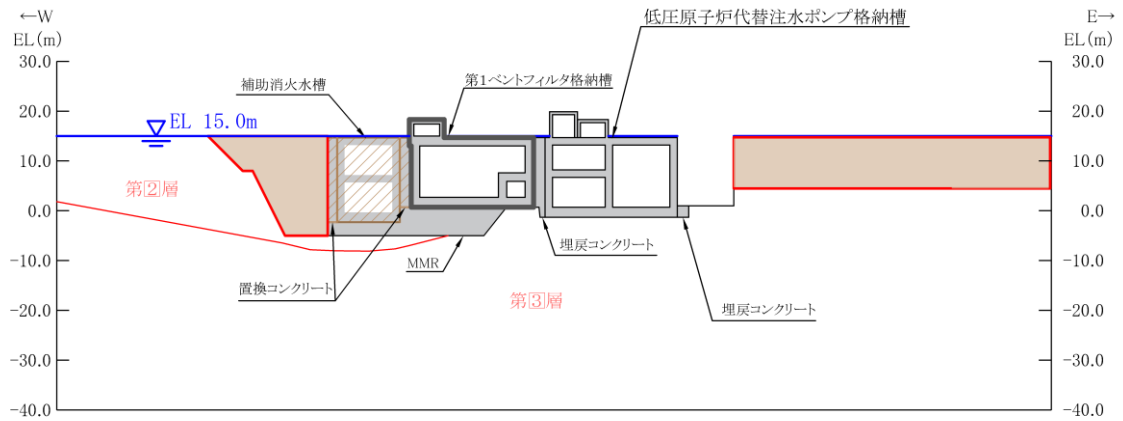 ←W
EL(m)
E→
EL(m)
低圧原子炉代替注水ポンプ格納槽
補助消火水槽
第1ベントフィルタ格納槽
EL 15.0m
第②層
第③層
置換コンクリート
MMR
埋戻コンクリート
埋戻コンクリート
30.0
20.0
10.0
0.0
-10.0
-20.0
-30.0
-40.0
30.0
20.0
10.0
0.0
-10.0
-20.0
-30.0
-40.0